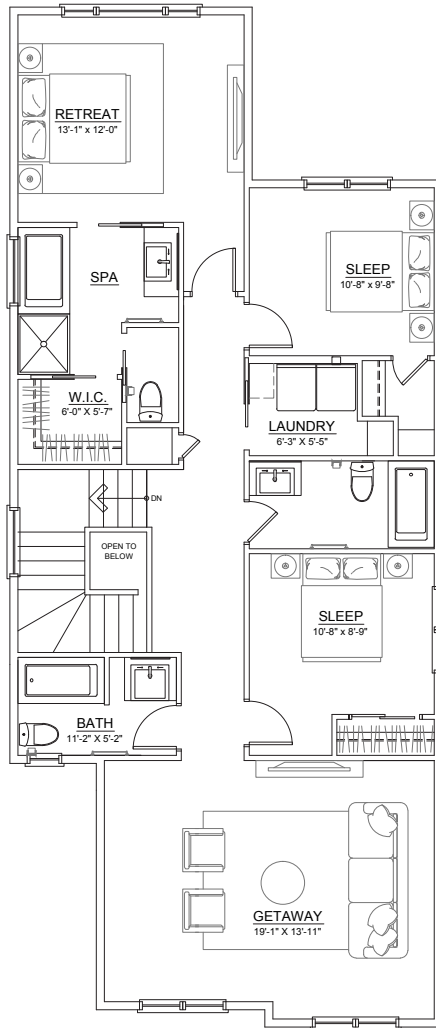 RETREAT
13'-1" x 12'-0"
SPA
SLEEP
10'-8" x 9'-8"
W.I.C.
6'-0" X 5'-7"
LAUNDRY
6'-3" X 5'-5"
DN
OPEN TO
BELOW
SLEEP
10'-8" x 8'-9"
BATH
11'-2" X 5'-2"
GETAWAY
19'-1" X 13'-11"